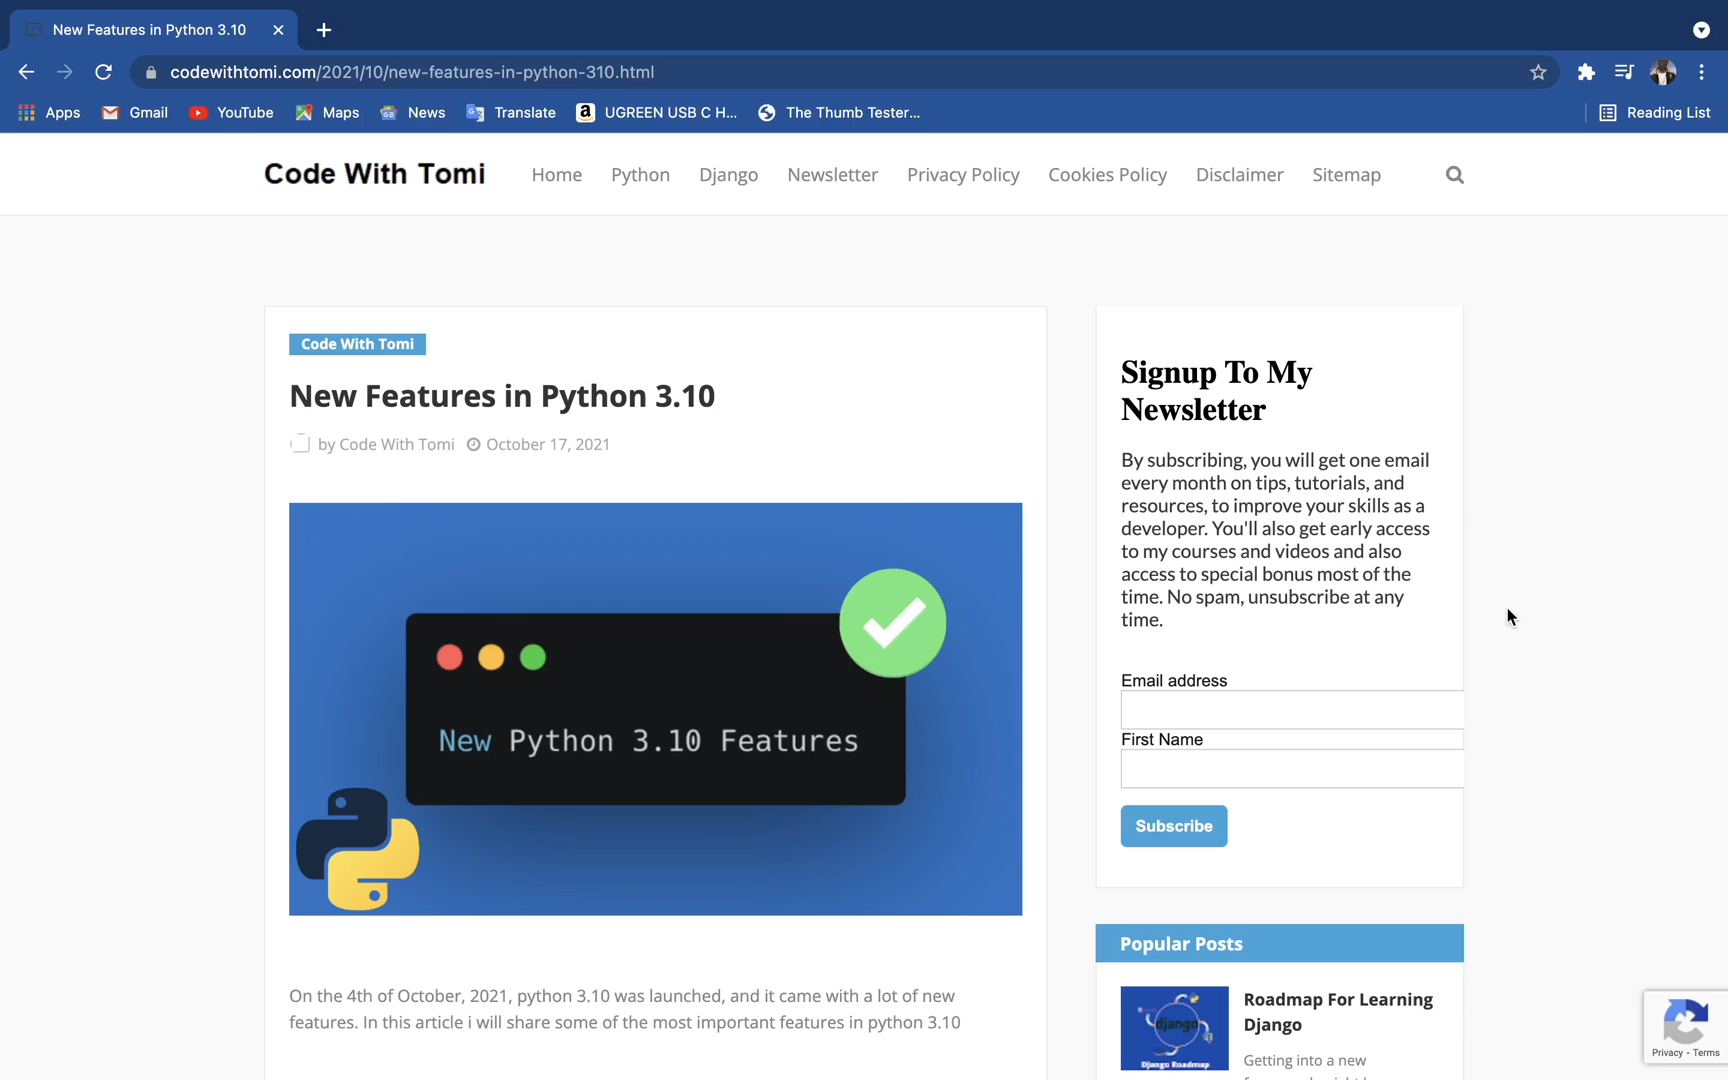 New Features in Python 3.10
codewithtomi.com/2021/10/new-features-in-python-310.html
Apps Gmail YouTube Maps News Translate UGREEN USB C H... The Thumb Tester... Reading List
Code With Tomi Home Python Django Newsletter Privacy Policy Cookies Policy Disclaimer Sitemap
Code With Tomi
New Features in Python 3.10
by Code With Tomi October 17, 2021
New Python 3.10 Features
On the 4th of October, 2021, python 3.10 was launched, and it came with a lot of new
features. In this article i will share some of the most important features in python 3.10
Signup To My
Newsletter
By subscribing, you will get one email
every month on tips, tutorials, and
resources, to improve your skills as a
developer. You'll also get early access
to my courses and videos and also
access to special bonus most of the
time. No spam, unsubscribe at any
time.
Email address
First Name
Subscribe
Popular Posts
django
Django Roadmap
Roadmap For Learning
Django
Getting into a new
Privacy - Terms